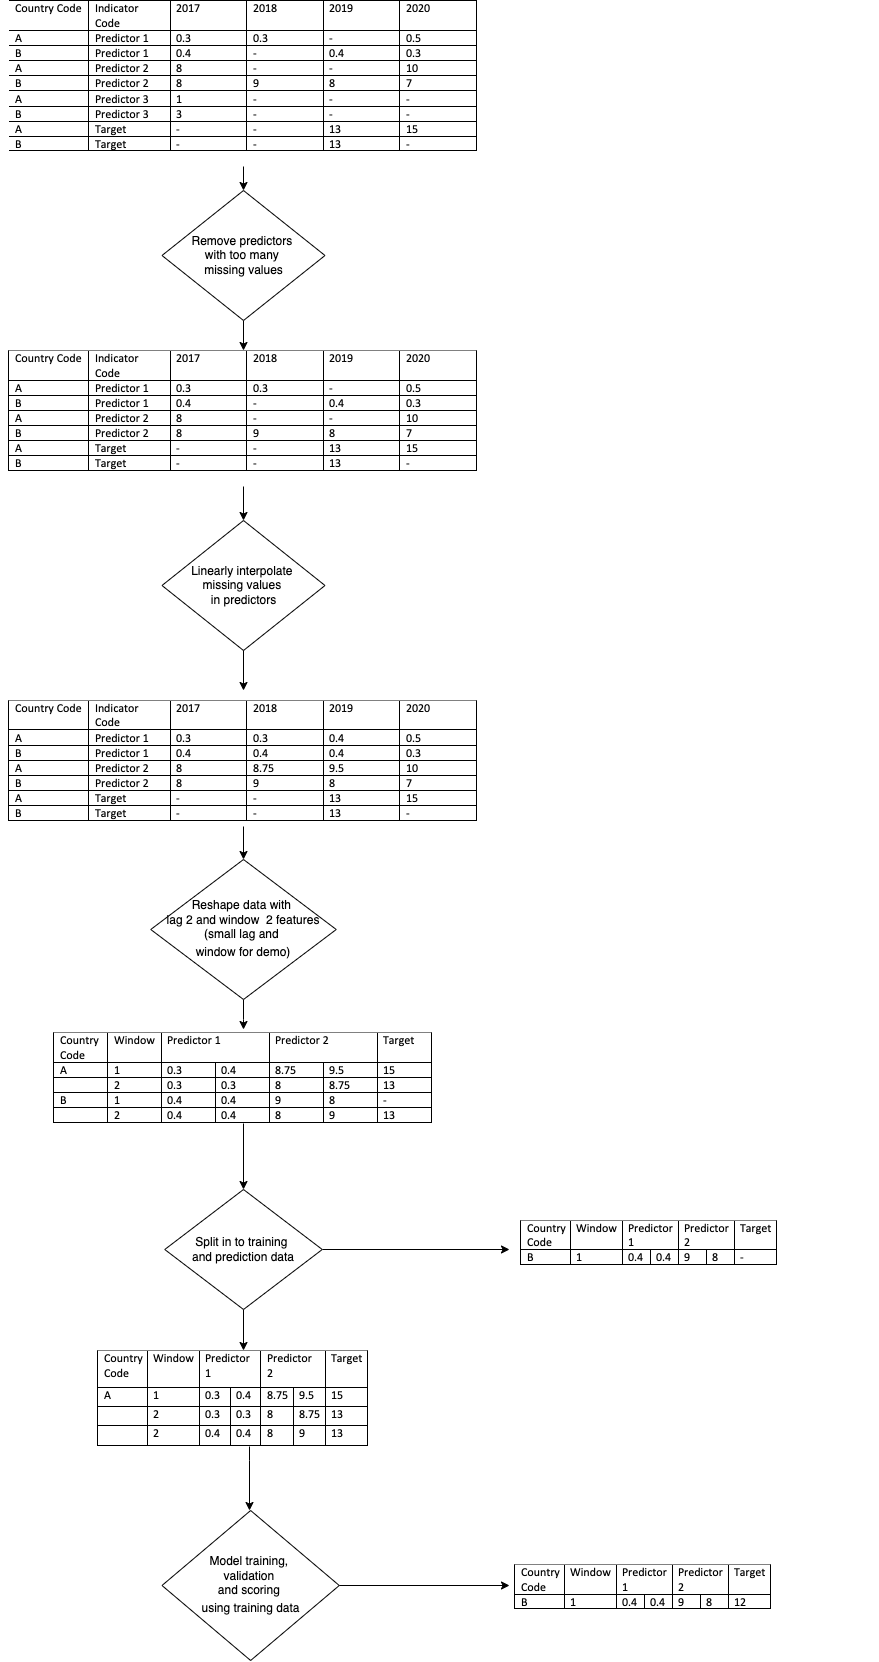 Country Code Indicator Code 2017 2018 2019 2020
A Predictor 1 0.3 0.3 - 0.5
B Predictor 1 0.4 - 0.4 0.3
A Predictor 2 8 - - 10
B Predictor 2 8 9 8 7
A Predictor 3 1 - - -
B Predictor 3 3 - - -
A Target - - 13 15
B Target - - 13 -
Remove predictors
with too many
missing values
Country Code Indicator Code 2017 2018 2019 2020
A Predictor 1 0.3 0.3 - 0.5
B Predictor 1 0.4 - 0.4 0.3
A Predictor 2 8 - - 10
B Predictor 2 8 9 8 7
A Target - - 13 15
B Target - - 13 -
Linearly interpolate
missing values
in predictors
Country Code Indicator Code 2017 2018 2019 2020
A Predictor 1 0.3 0.3 0.4 0.5
B Predictor 1 0.4 0.4 0.4 0.3
A Predictor 2 8 8.75 9.5 10
B Predictor 2 8 9 8 7
A Target - - 13 15
B Target - - 13 -
Reshape data with
lag 2 and window 2 features
(small lag and
window for demo)
Country Code Window Predictor 1 Predictor 2 Target
A 1 0.3 0.4 8.75 9.5 15
2 0.3 0.3 8 8.75 13
B 1 0.4 0.4 9 8 -
2 0.4 0.4 8 9 13
Split in to training
and prediction data
Country Code Window Predictor 1 Predictor 2 Target
B 1 0.4 0.4 9 8 -
Country Code Window Predictor 1 Predictor 2 Target
A 1 0.3 0.4 8.75 9.5 15
2 0.3 0.3 8 8.75 13
2 0.4 0.4 8 9 13
Model training,
validation
and scoring
using training data
Country Code Window Predictor 1 Predictor 2 Target
B 1 0.4 0.4 9 8 12